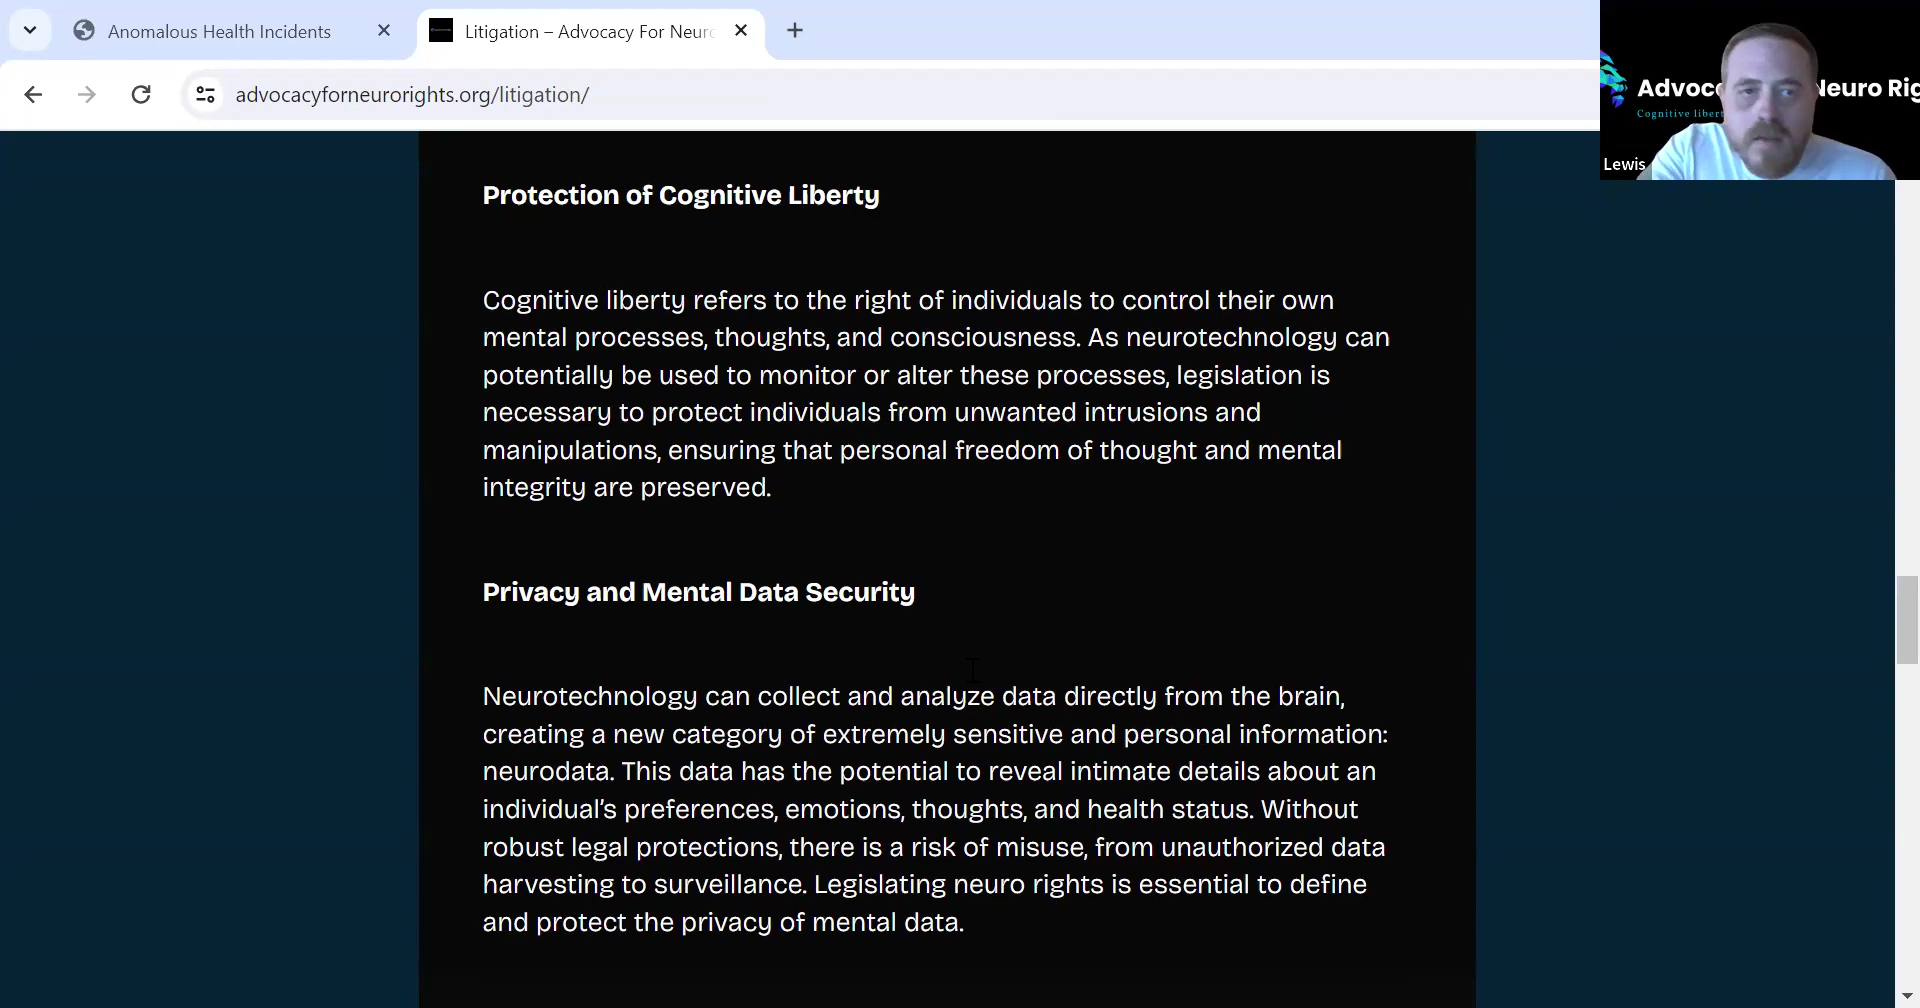 Anomalous Health Incidents
Litigation – Advocacy For Neuro
advocacyforneurorights.org/litigation/
Advoc Neuro Rig
Cognitive libert
Lewis
Protection of Cognitive Liberty
Cognitive liberty refers to the right of individuals to control their own
mental processes, thoughts, and consciousness. As neurotechnology can
potentially be used to monitor or alter these processes, legislation is
necessary to protect individuals from unwanted intrusions and
manipulations, ensuring that personal freedom of thought and mental
integrity are preserved.
Privacy and Mental Data Security
Neurotechnology can collect and analyze data directly from the brain,
creating a new category of extremely sensitive and personal information:
neurodata. This data has the potential to reveal intimate details about an
individual’s preferences, emotions, thoughts, and health status. Without
robust legal protections, there is a risk of misuse, from unauthorized data
harvesting to surveillance. Legislating neuro rights is essential to define
and protect the privacy of mental data.